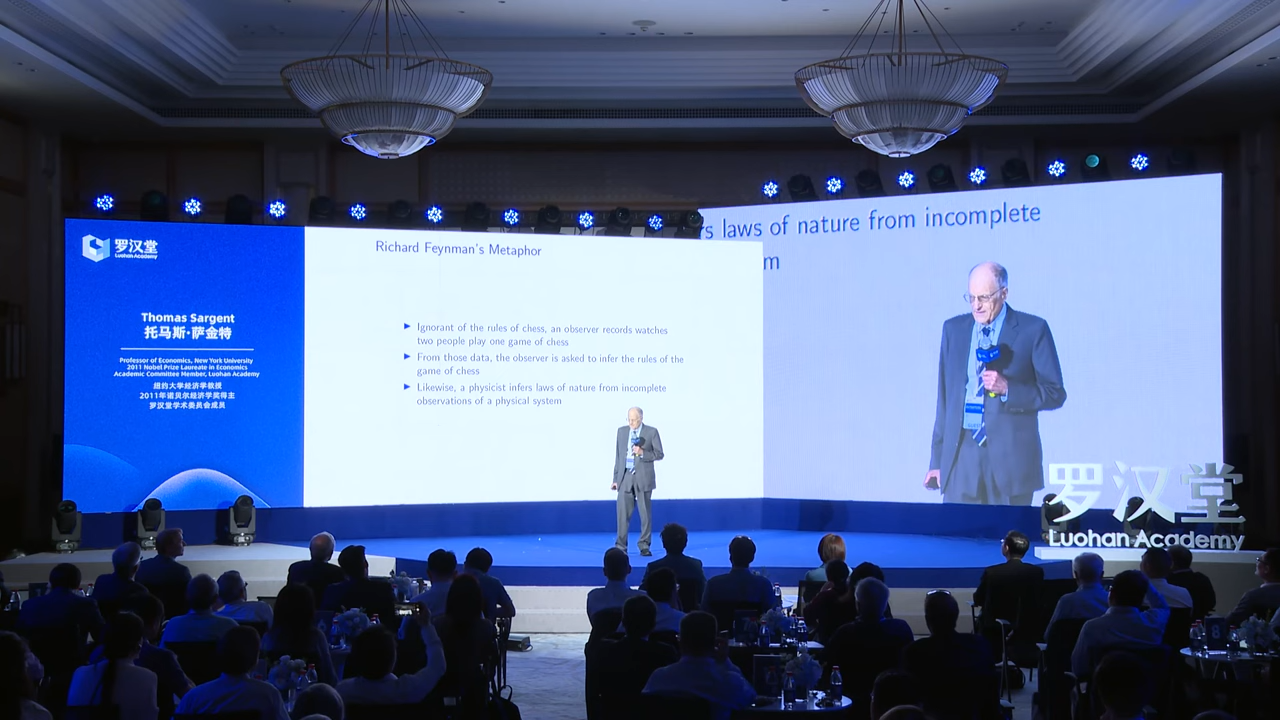 罗汉堂
Luohan Academy
Thomas Sargent
托马斯·萨金特
Professor of Economics, New York University
2011 Nobel Prize Laureate in Economics
Academic Committee Member, Luohan Academy
纽约大学经济学教授
2011年诺贝尔经济学奖得主
罗汉堂学术委员会成员
Richard Feynman's Metaphor
Ignorant of the rules of chess, an observer records watches
two people play one game of chess
From those data, the observer is asked to infer the rules of the
game of chess
Likewise, a physicist infers laws of nature from incomplete
observations of a physical system
rs laws of nature from incomplete
m
罗汉堂
Luohan Academy
8